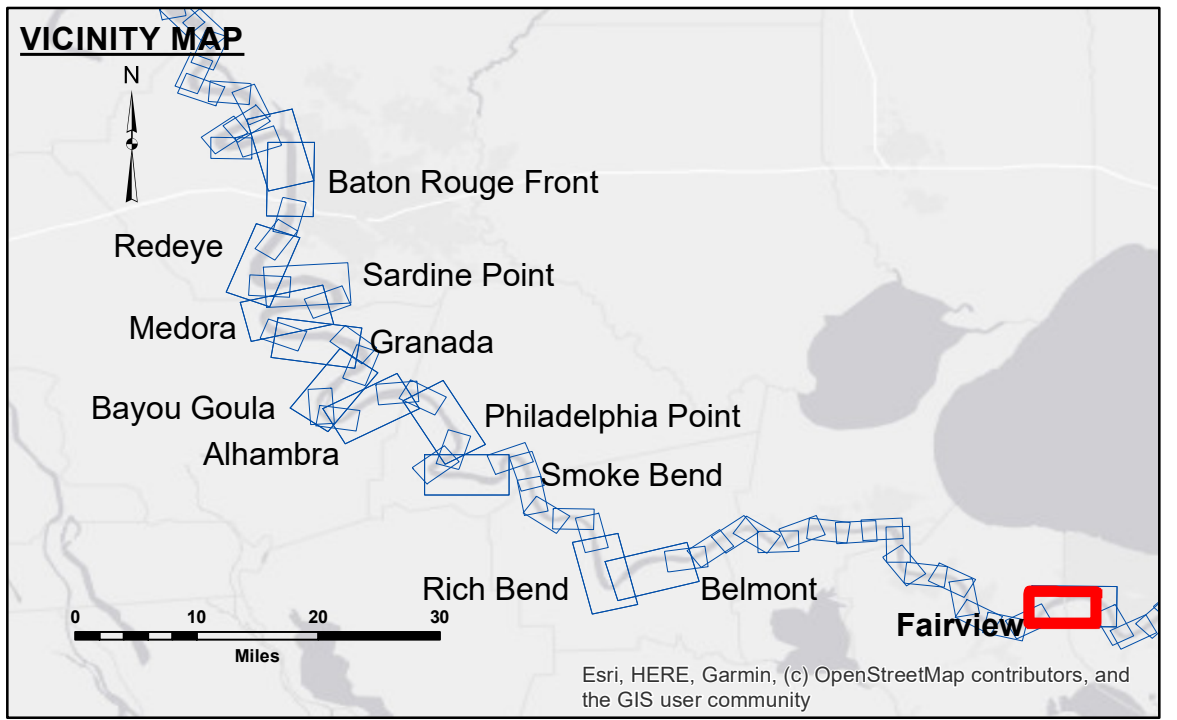 VICINITY MAP
N
Baton Rouge Front
Redeye
Sardine Point
Medora
Granada
Bayou Goula
Philadelphia Point
Alhambra
Smoke Bend
Rich Bend
Belmont
Fairview
0 10 20 30
Miles
Esri, HERE, Garmin, (c) OpenStreetMap contributors, and
the GIS user community